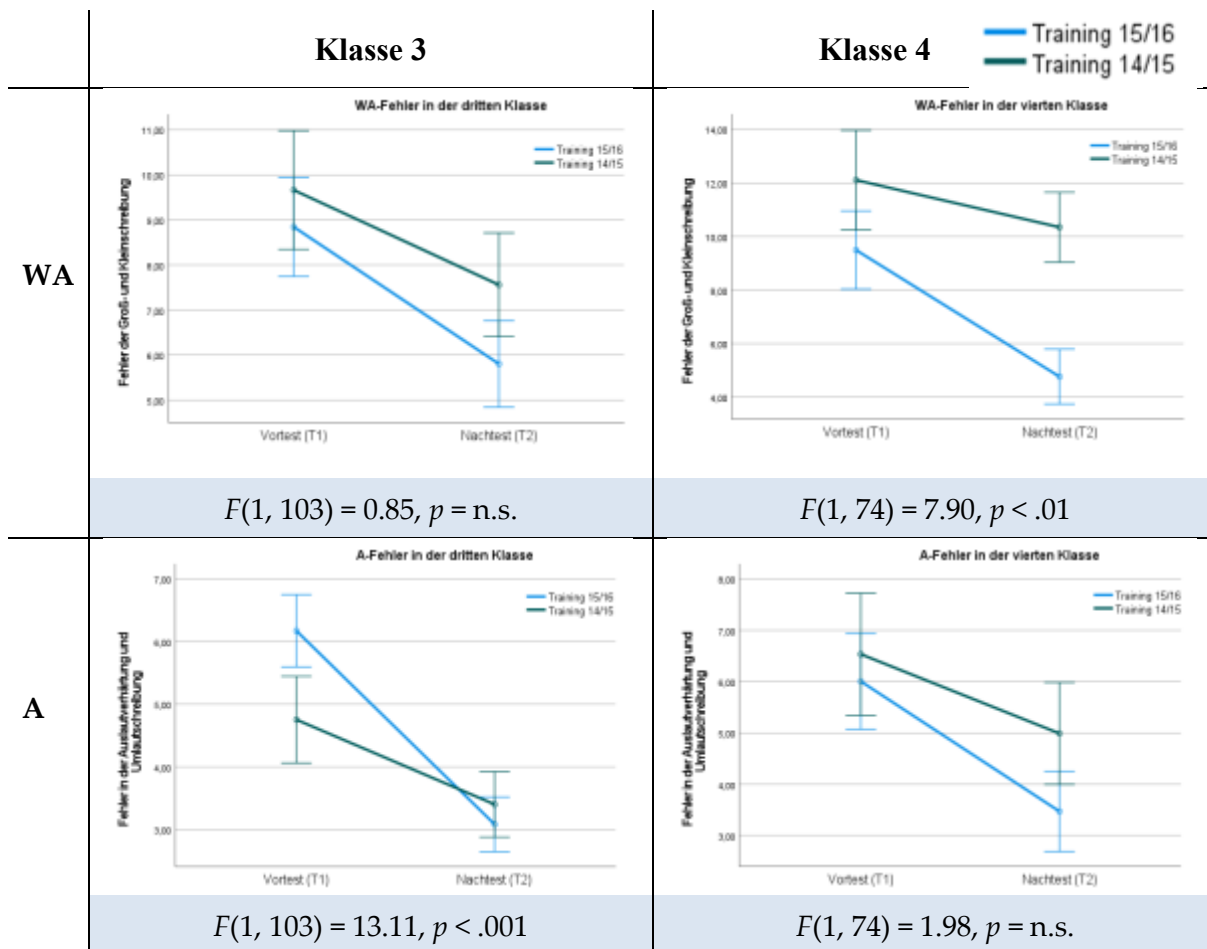 Klasse 3
Klasse 4
Training 15/16
Training 14/15
WA
WA-Fehler in der dritten Klasse
Training 15/16
Training 14/15
Fehler der Groß- und Kleinschreibung
11,00
10,00
9,00
8,00
7,00
6,00
5,00
Vortest (T1)
Nachtest (T2)
WA-Fehler in der vierten Klasse
Training 15/16
Training 14/15
Fehler der Groß- und Kleinschreibung
14,00
12,00
10,00
8,00
6,00
4,00
Vortest (T1)
Nachtest (T2)
F(1, 103) = 0.85, p = n.s.
F(1, 74) = 7.90, p < .01
A
A-Fehler in der dritten Klasse
Training 15/16
Training 14/15
Fehler in der Auslautverhärtung und
Umlautschreibung
7,00
6,00
5,00
4,00
3,00
Vortest (T1)
Nachtest (T2)
A-Fehler in der vierten Klasse
Training 15/16
Training 14/15
Fehler in der Auslautverhärtung und
Umlautschreibung
8,00
7,00
6,00
5,00
4,00
3,00
Vortest (T1)
Nachtest (T2)
F(1, 103) = 13.11, p < .001
F(1, 74) = 1.98, p = n.s.